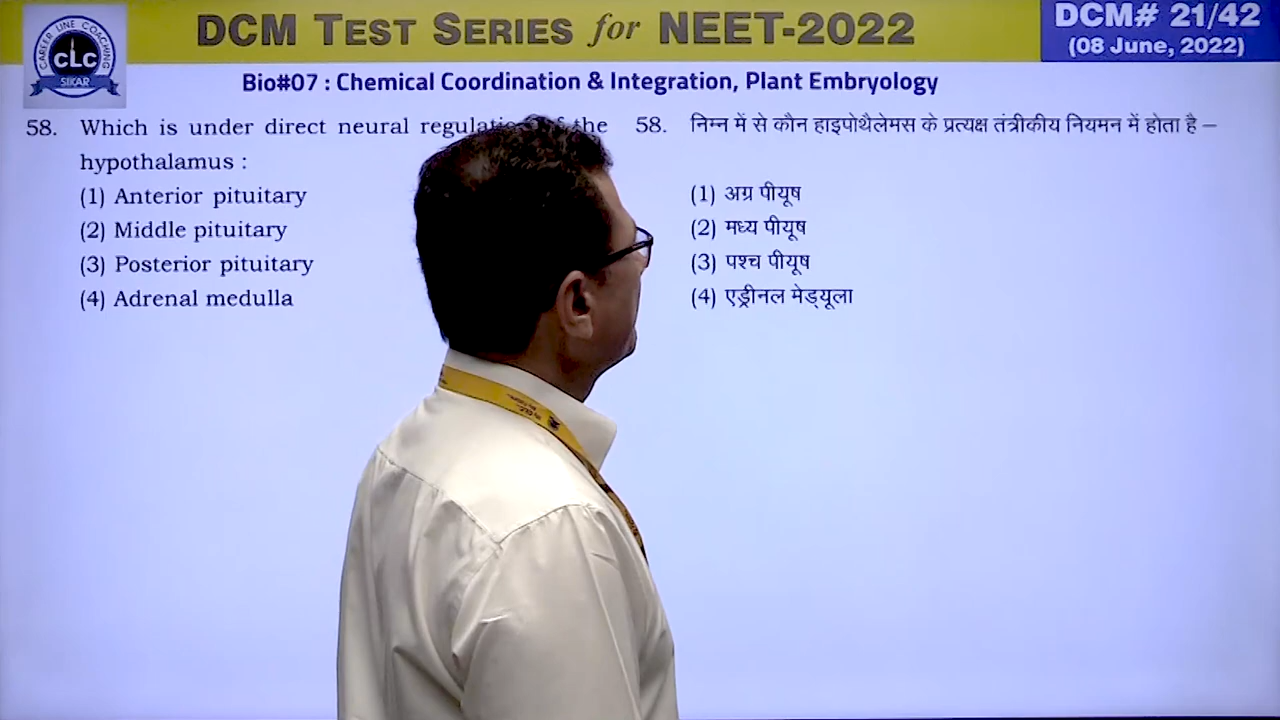 DCM TEST SERIES for NEET-2022
DCM# 21/42
(08 June, 2022)
CAREER LINE COACHING
CLC
SIKAR
Bio#07 : Chemical Coordination & Integration, Plant Embryology
58. Which is under direct neural regulation of the
hypothalamus :
(1) Anterior pituitary
(2) Middle pituitary
(3) Posterior pituitary
(4) Adrenal medulla
58. निम्न में से कौन हाइपोथैलेमस के प्रत्यक्ष तंत्रीकीय नियमन में होता है –
(1) अग्र पीयूष
(2) मध्य पीयूष
(3) पश्च पीयूष
(4) एड्रीनल मेड्यूला